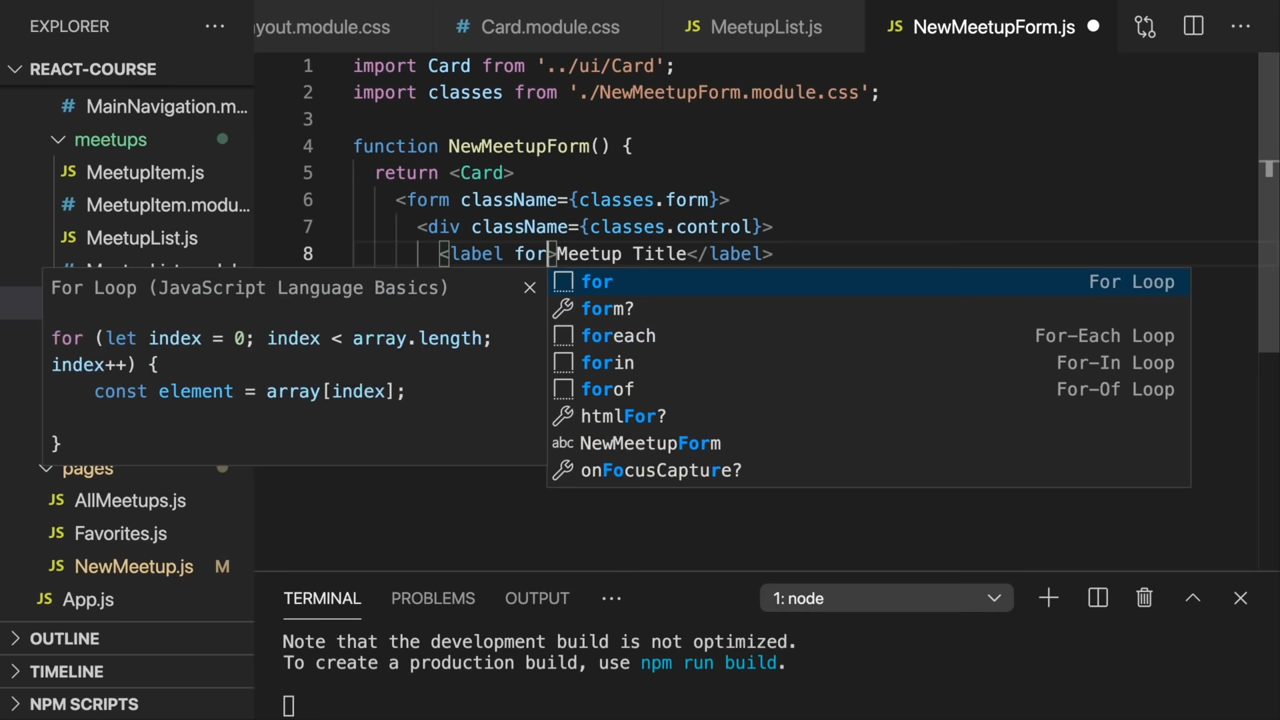 EXPLORER
...
ayout.module.css
# Card.module.css
JS MeetupList.js
JS NewMeetupForm.js
...
REACT-COURSE
# MainNavigation.m...
meetups
JS MeetupItem.js
# MeetupItem.modu...
JS MeetupList.js
pages
JS AllMeetups.js
JS Favorites.js
JS NewMeetup.js M
JS App.js
OUTLINE
TIMELINE
NPM SCRIPTS
1 import Card from '../ui/Card';
2 import classes from './NewMeetupForm.module.css';
3
4 function NewMeetupForm() {
5 return <Card>
6 <form className={classes.form}>
7 <div className={classes.control}>
8 <label for>Meetup Title</label>
For Loop (JavaScript Language Basics)
for (let index = 0; index < array.length;
index++) {
const element = array[index];
}
for For Loop
form?
foreach For-Each Loop
forin For-In Loop
forof For-Of Loop
htmlFor?
abc NewMeetupForm
onFocusCapture?
TERMINAL PROBLEMS OUTPUT ... 1: node
Note that the development build is not optimized.
To create a production build, use npm run build.